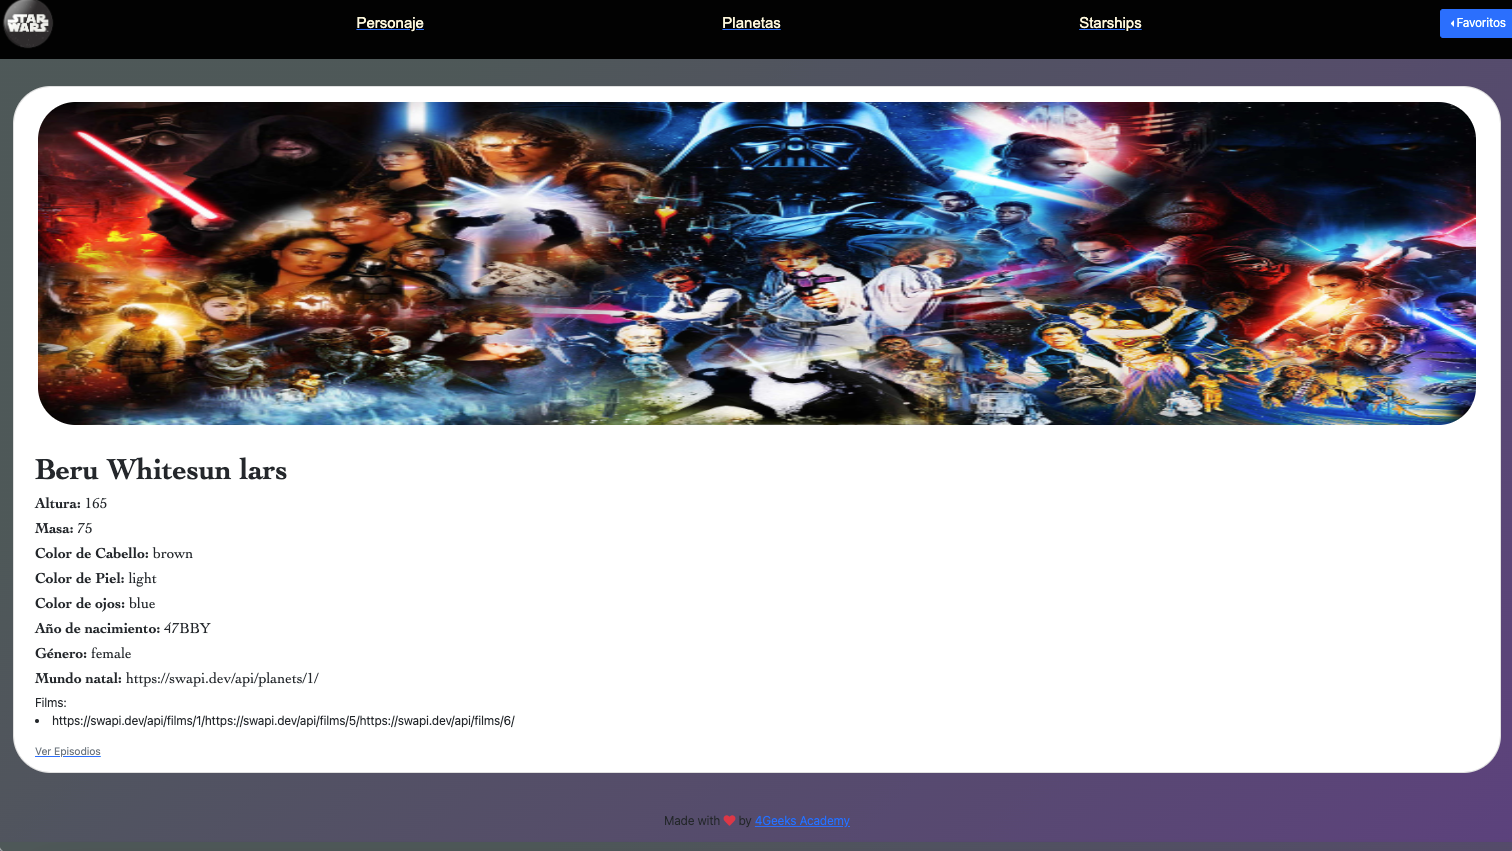 STAR
WARS
Personaje
Planetas
Starships
Favoritos
Beru Whitesun lars
Altura: 165
Masa: 75
Color de Cabello: brown
Color de Piel: light
Color de ojos: blue
Año de nacimiento: 47BBY
Género: female
Mundo natal: https://swapi.dev/api/planets/1/
Films:
• https://swapi.dev/api/films/1/https://swapi.dev/api/films/5/https://swapi.dev/api/films/6/
Ver Episodios
Made with ❤ by 4Geeks Academy